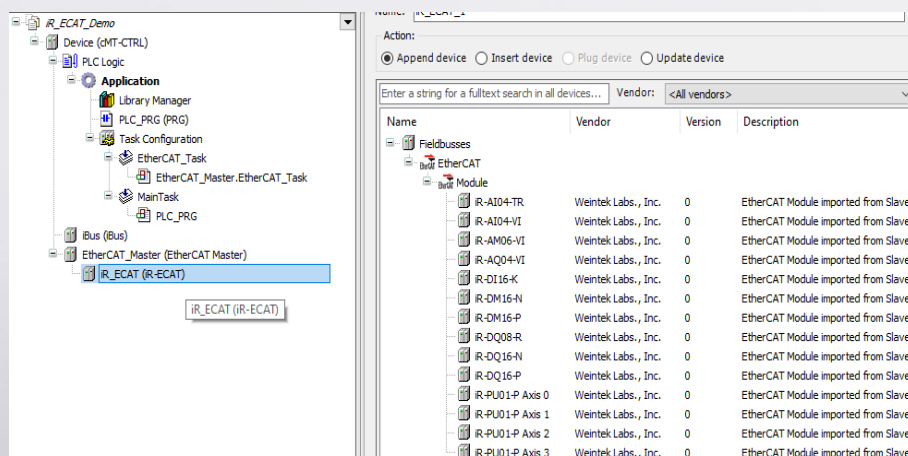 iR_ECAT_Demo
Device (cMT-CTRL)
PLC Logic
Application
Library Manager
PLC_PRG (PRG)
Task Configuration
EtherCAT_Task
EtherCAT_Master.EtherCAT_Task
MainTask
PLC_PRG
iBus (iBus)
EtherCAT_Master (EtherCAT Master)
iR_ECAT (iR-ECAT)
iR_ECAT (iR-ECAT)
Name: iR_ECAT_1
Action:
Append device Insert device Plug device Update device
Enter a string for a fulltext search in all devices... Vendor: <All vendors>
Name Vendor Version Description
Fieldbusses
EtherCAT
Module
iR-AI04-TR Weintek Labs., Inc. 0 EtherCAT Module imported from Slave
iR-AI04-VI Weintek Labs., Inc. 0 EtherCAT Module imported from Slave
iR-AM06-VI Weintek Labs., Inc. 0 EtherCAT Module imported from Slave
iR-AQ04-VI Weintek Labs., Inc. 0 EtherCAT Module imported from Slave
iR-DI16-K Weintek Labs., Inc. 0 EtherCAT Module imported from Slave
iR-DM16-N Weintek Labs., Inc. 0 EtherCAT Module imported from Slave
iR-DM16-P Weintek Labs., Inc. 0 EtherCAT Module imported from Slave
iR-DQ08-R Weintek Labs., Inc. 0 EtherCAT Module imported from Slave
iR-DQ16-N Weintek Labs., Inc. 0 EtherCAT Module imported from Slave
iR-DQ16-P Weintek Labs., Inc. 0 EtherCAT Module imported from Slave
iR-PU01-P Axis 0 Weintek Labs., Inc. 0 EtherCAT Module imported from Slave
iR-PU01-P Axis 1 Weintek Labs., Inc. 0 EtherCAT Module imported from Slave
iR-PU01-P Axis 2 Weintek Labs., Inc. 0 EtherCAT Module imported from Slave
iR-PU01-P Axis 3 Weintek Labs., Inc. 0 EtherCAT Module imported from Slave